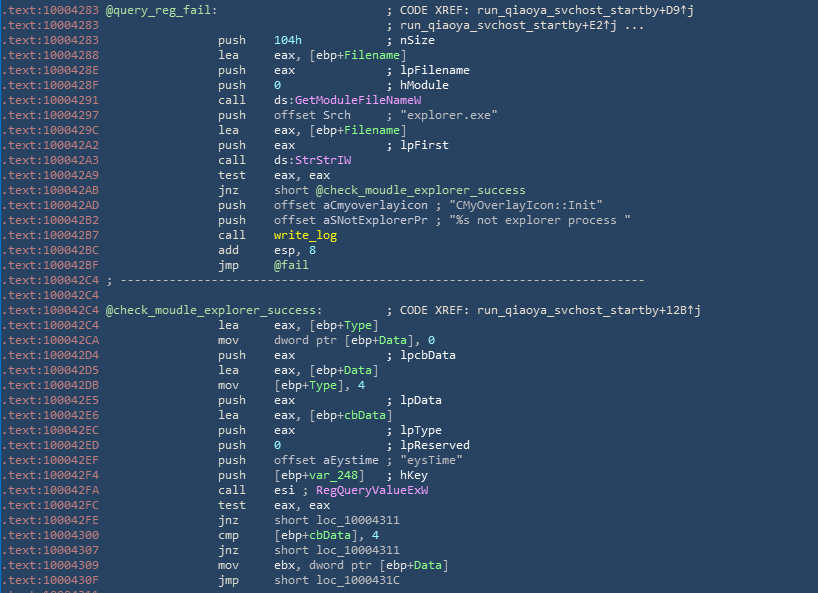 .text:10004283 @query_reg_fail: ; CODE XREF: run_qiaoya_svchost_startby+D9↑j
.text:10004283 ; run_qiaoya_svchost_startby+E2↑j ...
.text:10004283 push 104h ; nSize
.text:10004288 lea eax, [ebp+Filename]
.text:1000428E push eax ; lpFilename
.text:1000428F push 0 ; hModule
.text:10004291 call ds:GetModuleFileNameW
.text:10004297 push offset Srch ; "explorer.exe"
.text:1000429C lea eax, [ebp+Filename]
.text:100042A2 push eax ; lpFirst
.text:100042A3 call ds:StrStrIW
.text:100042A9 test eax, eax
.text:100042AB jnz short @check_moudle_explorer_success
.text:100042AD push offset aCmyoverlayicon ; "CMyOverlayIcon::Init"
.text:100042B2 push offset aSNotExplorerPr ; "%s not explorer process "
.text:100042B7 call write_log
.text:100042BC add esp, 8
.text:100042BF jmp @fail
.text:100042C4 ; ---------------------------------------------------------------------------
.text:100042C4
.text:100042C4 @check_moudle_explorer_success: ; CODE XREF: run_qiaoya_svchost_startby+12B↑j
.text:100042C4 lea eax, [ebp+Type]
.text:100042CA mov dword ptr [ebp+Data], 0
.text:100042D4 push eax ; lpcbData
.text:100042D5 lea eax, [ebp+Data]
.text:100042DB mov [ebp+Type], 4
.text:100042E5 push eax ; lpData
.text:100042E6 lea eax, [ebp+cbData]
.text:100042EC push eax ; lpType
.text:100042ED push 0 ; lpReserved
.text:100042EF push offset aEystime ; "eysTime"
.text:100042F4 push [ebp+var_248] ; hKey
.text:100042FA call esi ; RegQueryValueExW
.text:100042FC test eax, eax
.text:100042FE jnz short loc_10004311
.text:10004300 cmp [ebp+cbData], 4
.text:10004307 jnz short loc_10004311
.text:10004309 mov ebx, dword ptr [ebp+Data]
.text:1000430F jmp short loc_1000431C